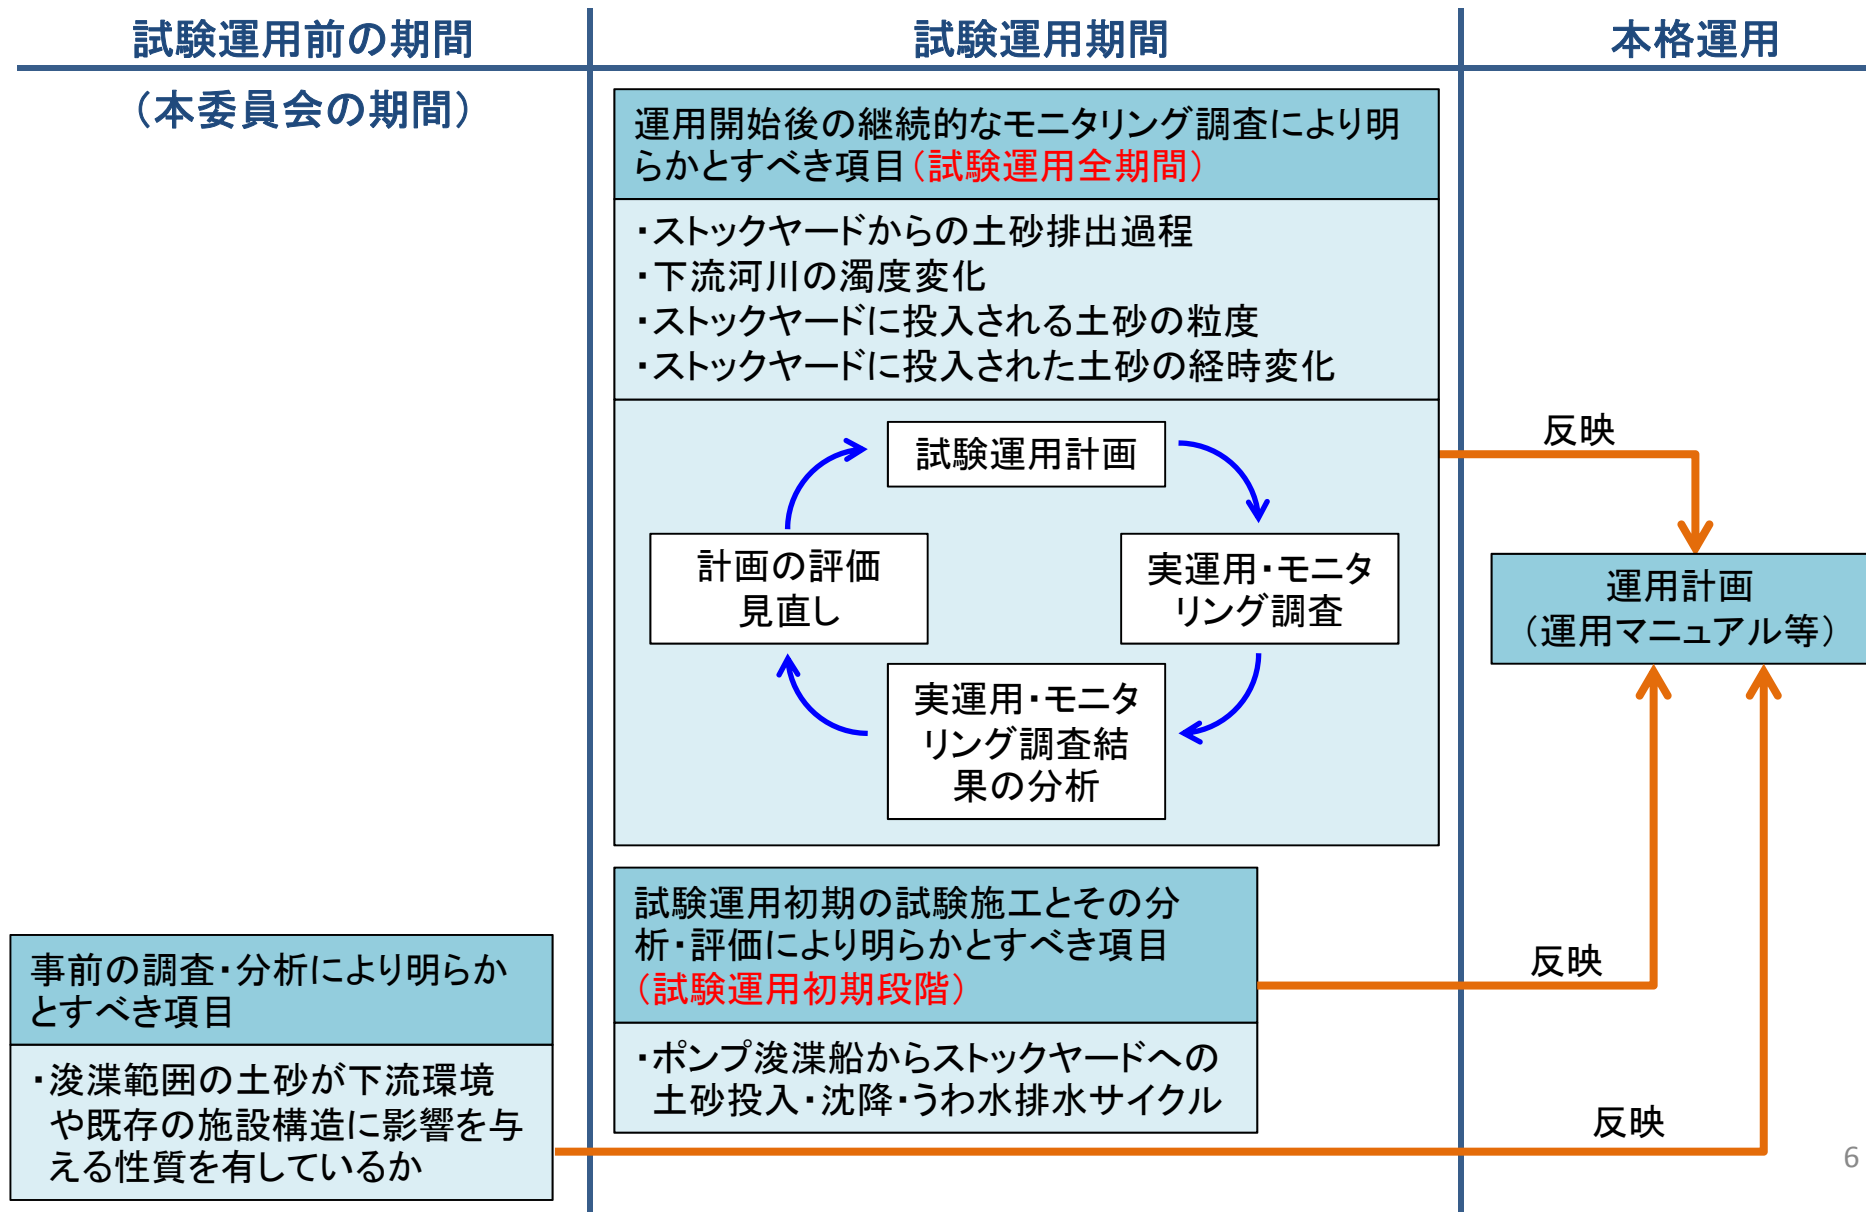 試験運用前の期間
試験運用期間
本格運用
（本委員会の期間）
運用開始後の継続的なモニタリング調査により明
らかとすべき項目（試験運用全期間）
・ストックヤードからの土砂排出過程
・下流河川の濁度変化
・ストックヤードに投入される土砂の粒度
・ストックヤードに投入された土砂の経時変化
試験運用計画
実運用・モニタ
リング調査
実運用・モニタ
リング調査結
果の分析
計画の評価
見直し
反映
運用計画
（運用マニュアル等）
試験運用初期の試験施工とその分
析・評価により明らかとすべき項目
（試験運用初期段階）
・ポンプ浚渫船からストックヤードへの
土砂投入・沈降・うわ水排水サイクル
反映
事前の調査・分析により明らか
とすべき項目
・浚渫範囲の土砂が下流環境
や既存の施設構造に影響を与
える性質を有しているか
反映
6